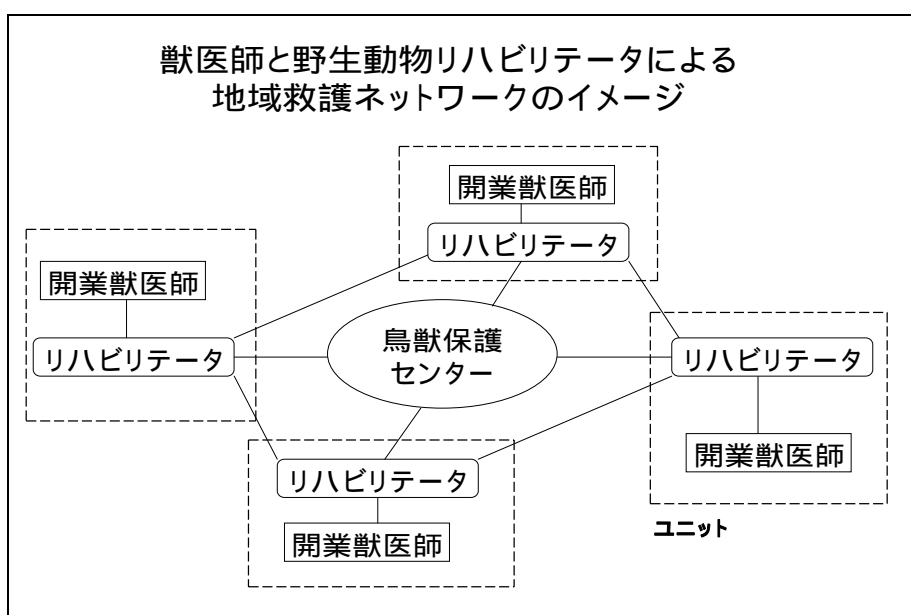 獣医師と野生動物リハビリテータによる
地域救護ネットワークのイメージ
開業獣医師
リハビリテータ
開業獣医師
リハビリテータ
鳥獣保護
センター
リハビリテータ
開業獣医師
リハビリテータ
開業獣医師
ユニット